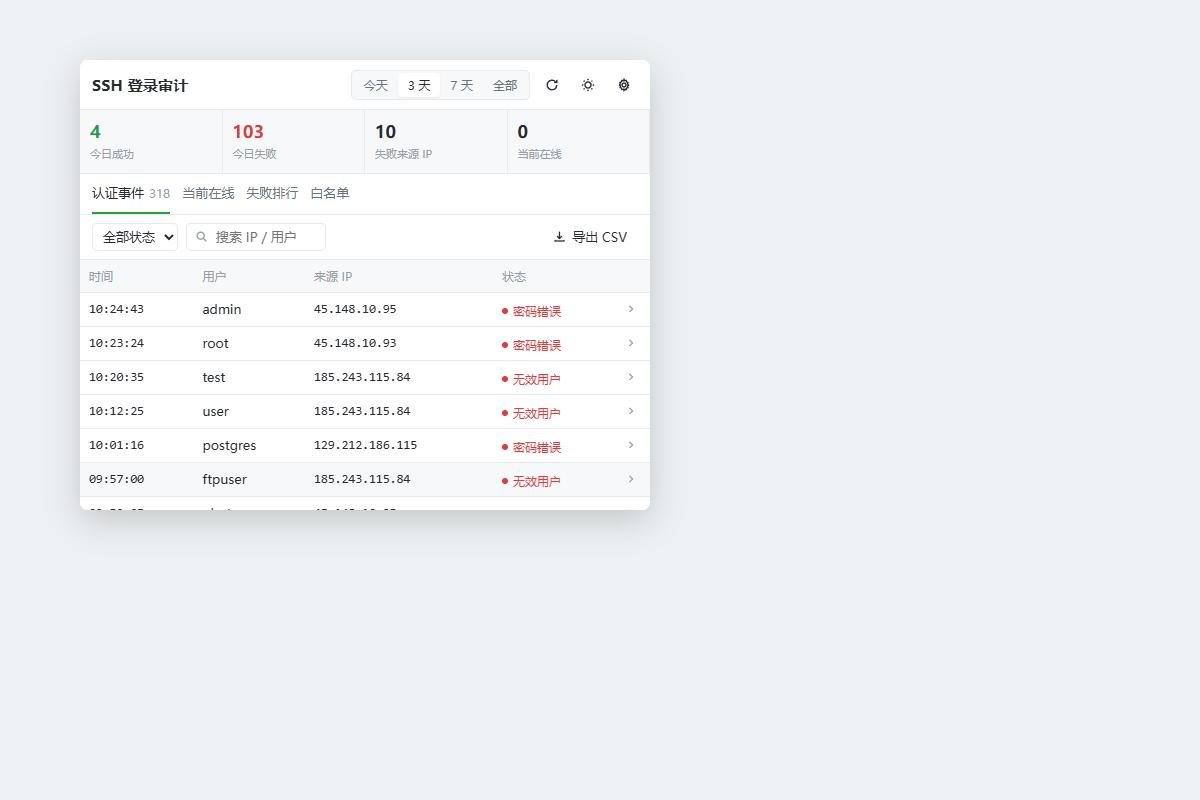 SSH 登录审计 今天 3 天 7 天 全部
4 103 10 0
今日成功 今日失败 失败来源 IP 当前在线
认证事件 318 当前在线 失败排行 白名单
全部状态 搜索 IP / 用户 导出 CSV
时间 用户 来源 IP 状态
10:24:43 admin 45.148.10.95 密码错误
10:23:24 root 45.148.10.93 密码错误
10:20:35 test 185.243.115.84 无效用户
10:12:25 user 185.243.115.84 无效用户
10:01:16 postgres 129.212.186.115 密码错误
09:57:00 ftpuser 185.243.115.84 无效用户